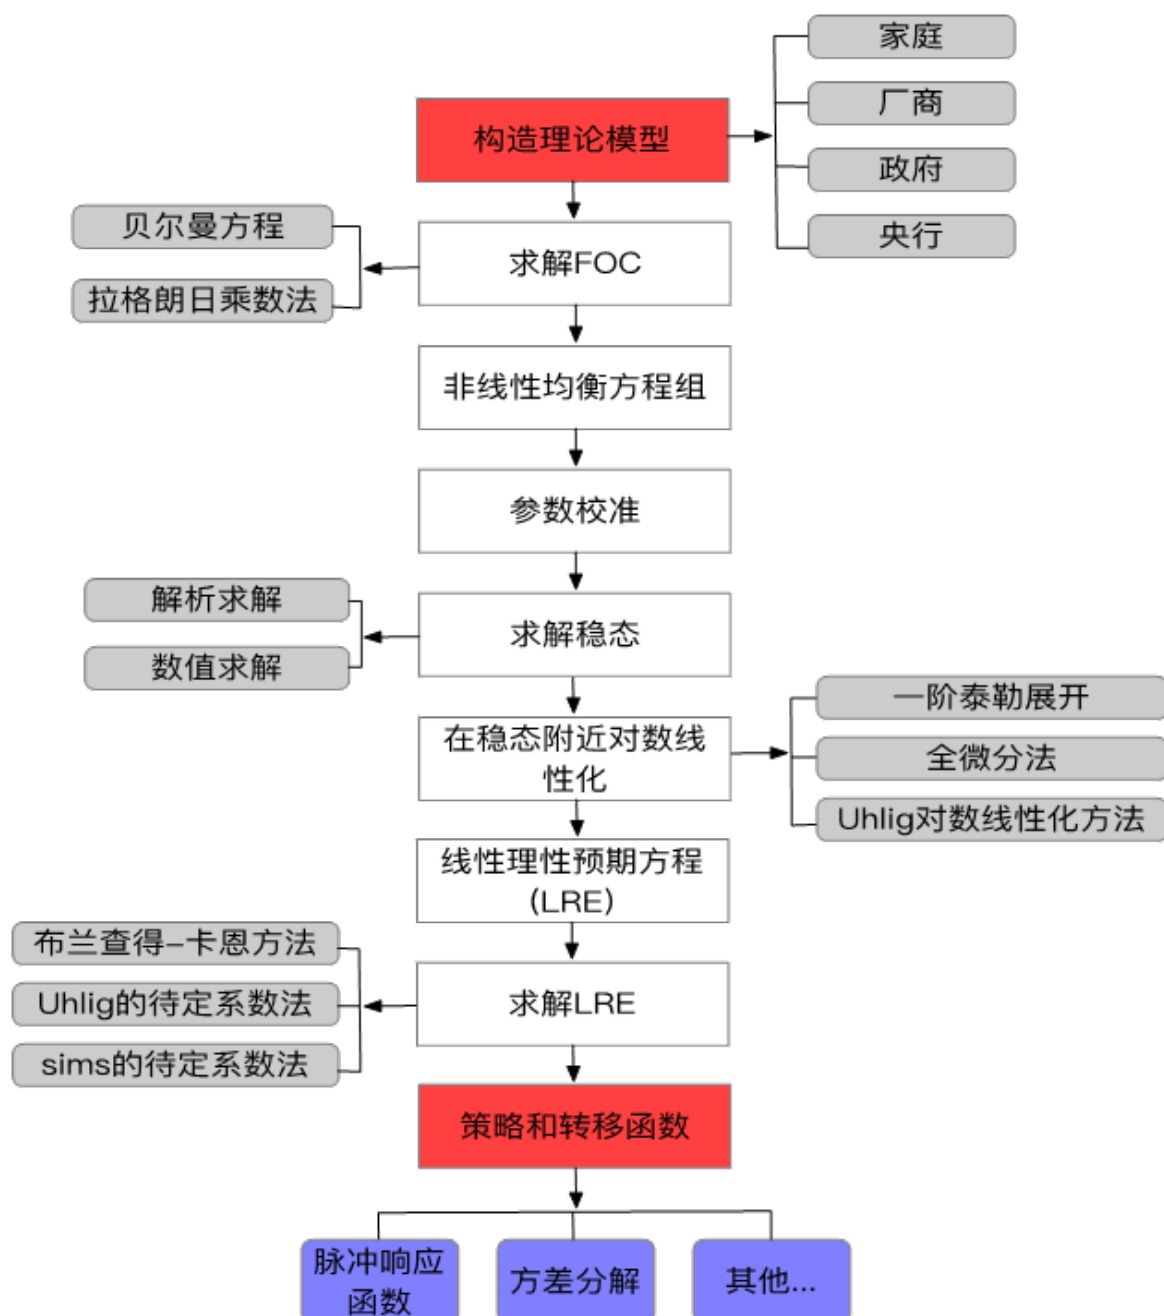 家庭
厂商
构造理论模型
政府
央行
贝尔曼方程
求解FOC
拉格朗日乘数法
非线性均衡方程组
参数校准
解析求解
求解稳态
数值求解
一阶泰勒展开
在稳态附近对数线
性化
全微分法
Uhlig对数线性化方法
线性理性预期方程
(LRE)
布兰查得–卡恩方法
Uhlig的待定系数法
求解LRE
sims的待定系数法
策略和转移函数
脉冲响应
函数
方差分解
其他...